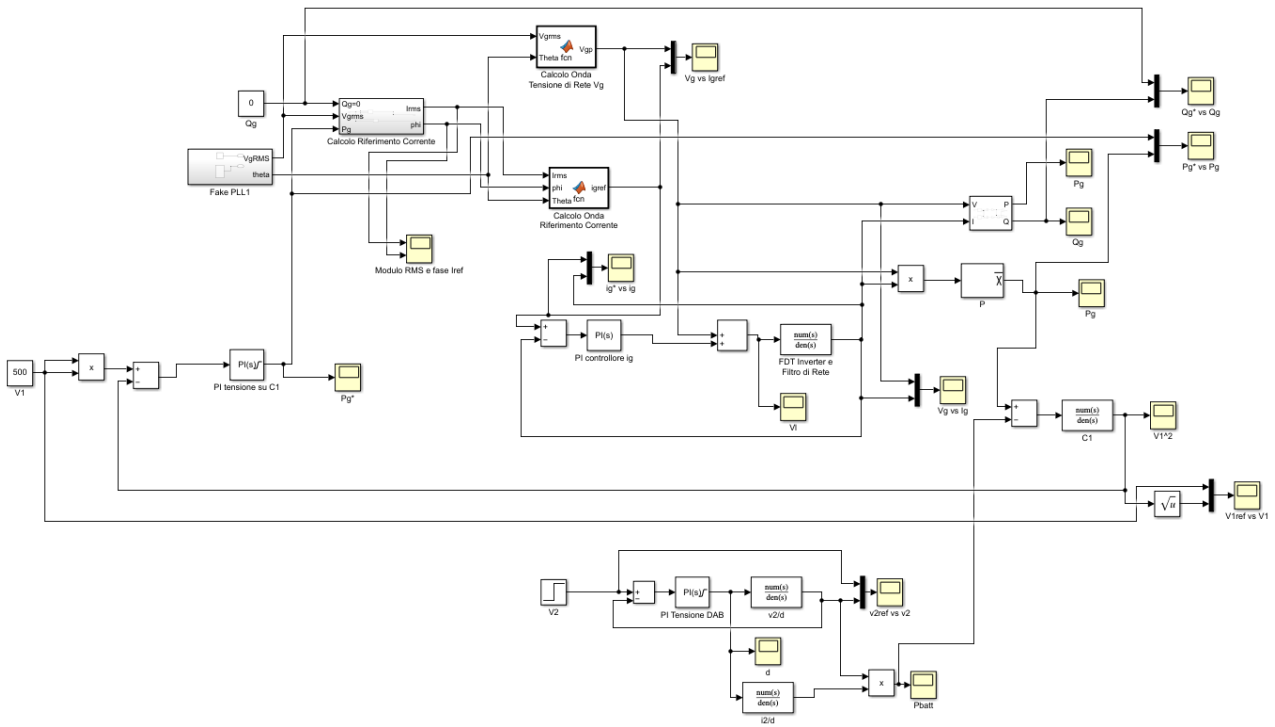 Vgrms
Theta
fcn
Vgp
Calcolo Onda
Tensione di Rete Vg
Vg vs Igref
0
Qg
Qg=0
Vgrms
Pg
Irms
phi
Calcolo Riferimento Corrente
Qg* vs Qg
Pg* vs Pg
VgRMS
theta
Fake PLL1
Irms
phi
Theta
fcn
igref
Calcolo Onda
Riferimento Corrente
Pg
V
I
P
Q
Qg
Modulo RMS e fase Iref
ig* vs ig
x
X
P
Pg
+
−
PI(s)
PI controllore ig
+
+
num(s)
den(s)
FDT Inverter e
Filtro di Rete
500
V1
x
+
−
PI(s)
PI tensione su C1
Pg*
Vg vs Ig
VI
+
−
num(s)
den(s)
C1
V1^2
√u
V1ref vs V1
V2
+
−
PI(s)
PI Tensione DAB
num(s)
den(s)
v2/d
v2ref vs v2
d
num(s)
den(s)
i2/d
x
Pbatt